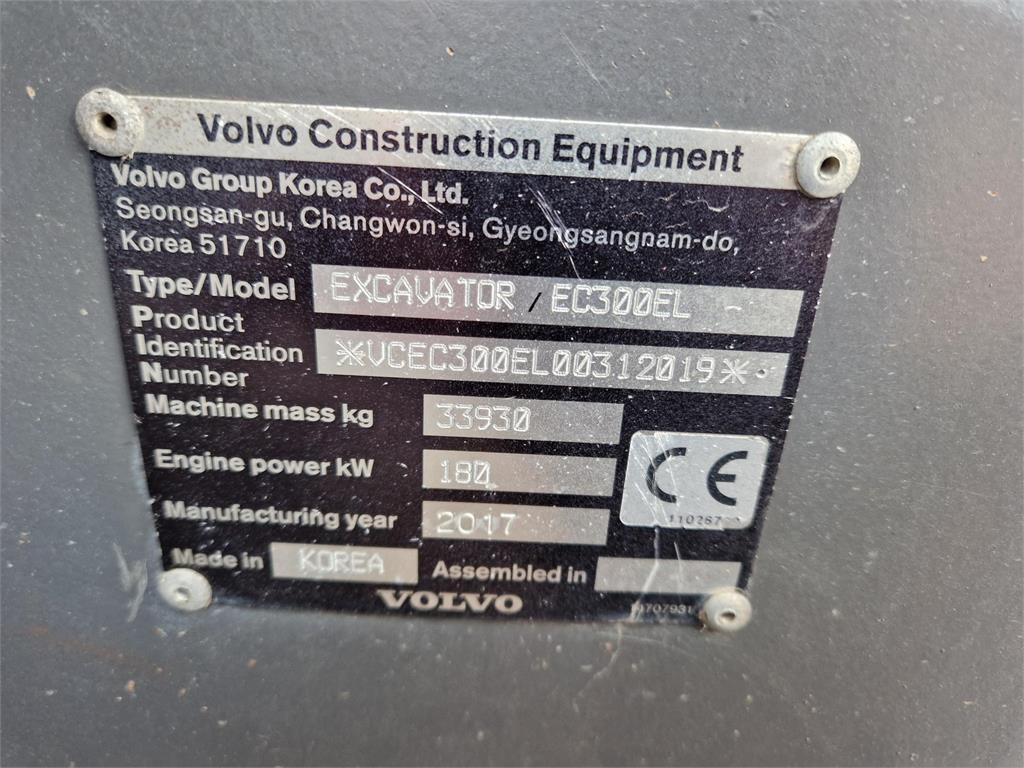 Volvo Construction Equipment
Volvo Group Korea Co., Ltd.
Seongsan-gu, Changwon-si, Gyeongsangnam-do,
Korea 51710
Type/Model EXCAVATOR / EC300EL -
Product
Identification *VCEC300EL00312019*
Number
Machine mass kg 33930
Engine power kW 180
Manufacturing year 2017
CE
Made in KOREA Assembled in
VOLVO